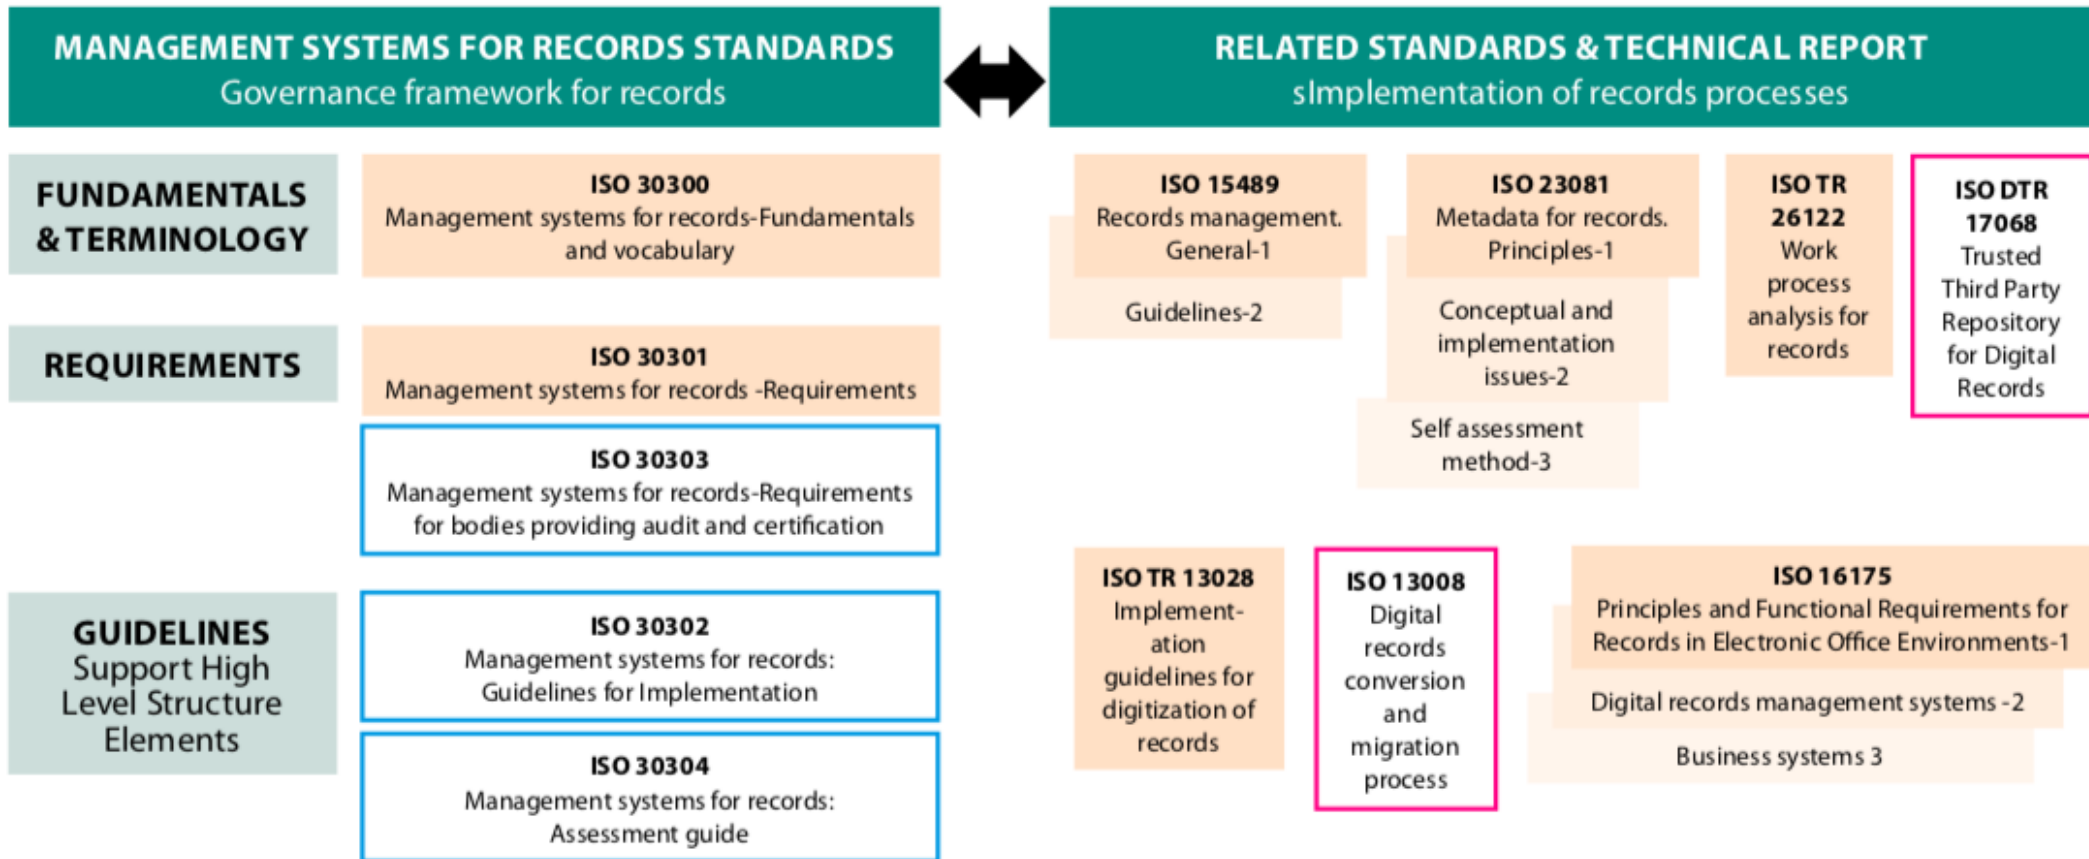 MANAGEMENT SYSTEMS FOR RECORDS STANDARDS
Governance framework for records
RELATED STANDARDS & TECHNICAL REPORT
sImplementation of records processes
FUNDAMENTALS
& TERMINOLOGY
ISO 30300
Management systems for records-Fundamentals
and vocabulary
REQUIREMENTS
ISO 30301
Management systems for records -Requirements
ISO 30303
Management systems for records-Requirements
for bodies providing audit and certification
GUIDELINES
Support High
Level Structure
Elements
ISO 30302
Management systems for records:
Guidelines for Implementation
ISO 30304
Management systems for records:
Assessment guide
ISO 15489
Records management.
General-1
Guidelines-2
ISO 23081
Metadata for records.
Principles-1
Conceptual and
implementation
issues-2
Self assessment
method-3
ISO TR
26122
Work
process
analysis for
records
ISO DTR
17068
Trusted
Third Party
Repository
for Digital
Records
ISO TR 13028
Implement-
ation
guidelines for
digitization of
records
ISO 13008
Digital
records
conversion
and
migration
process
ISO 16175
Principles and Functional Requirements for
Records in Electronic Office Environments-1
Digital records management systems -2
Business systems 3